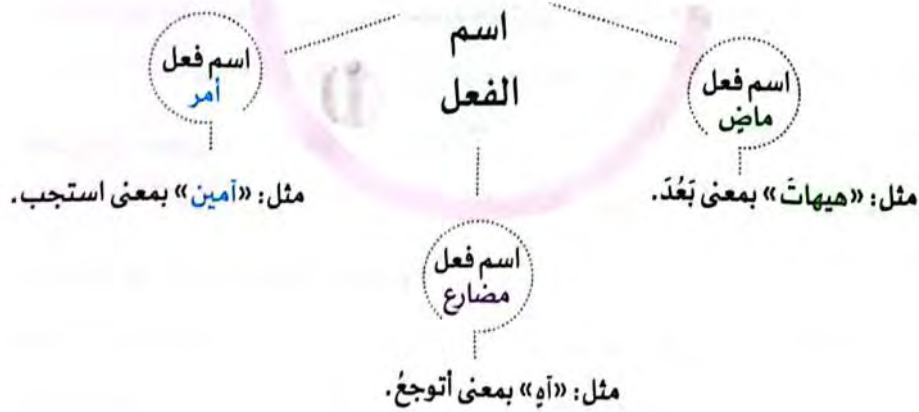 اسم
الفعل
اسم فعل
ماضٍ
مثل: «هيهاتَ» بمعنى بَعُدَ.
اسم فعل
مضارع
مثل: «آهٍ» بمعنى أتوجعُ.
اسم فعل
أمر
مثل: «آمين» بمعنى استجب.